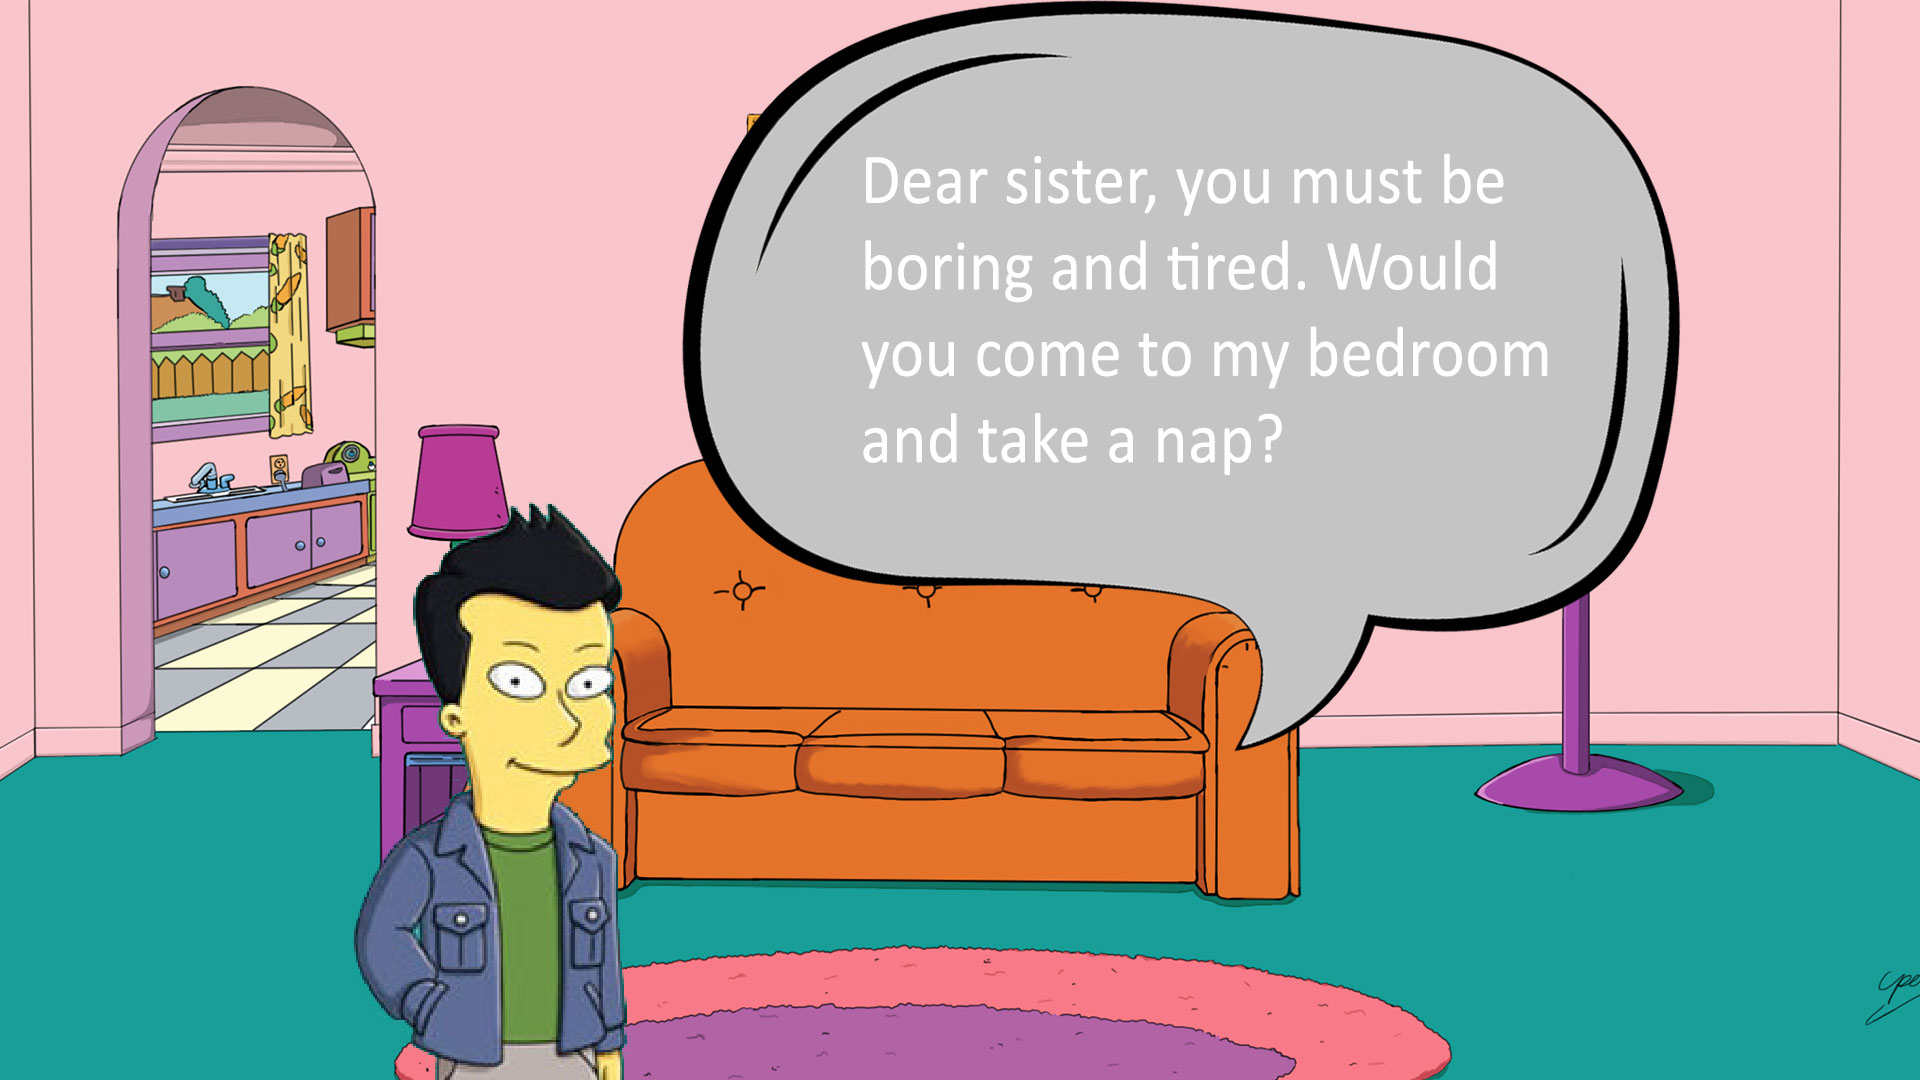 Dear sister, you must be
boring and tired. Would
you come to my bedroom
and take a nap?